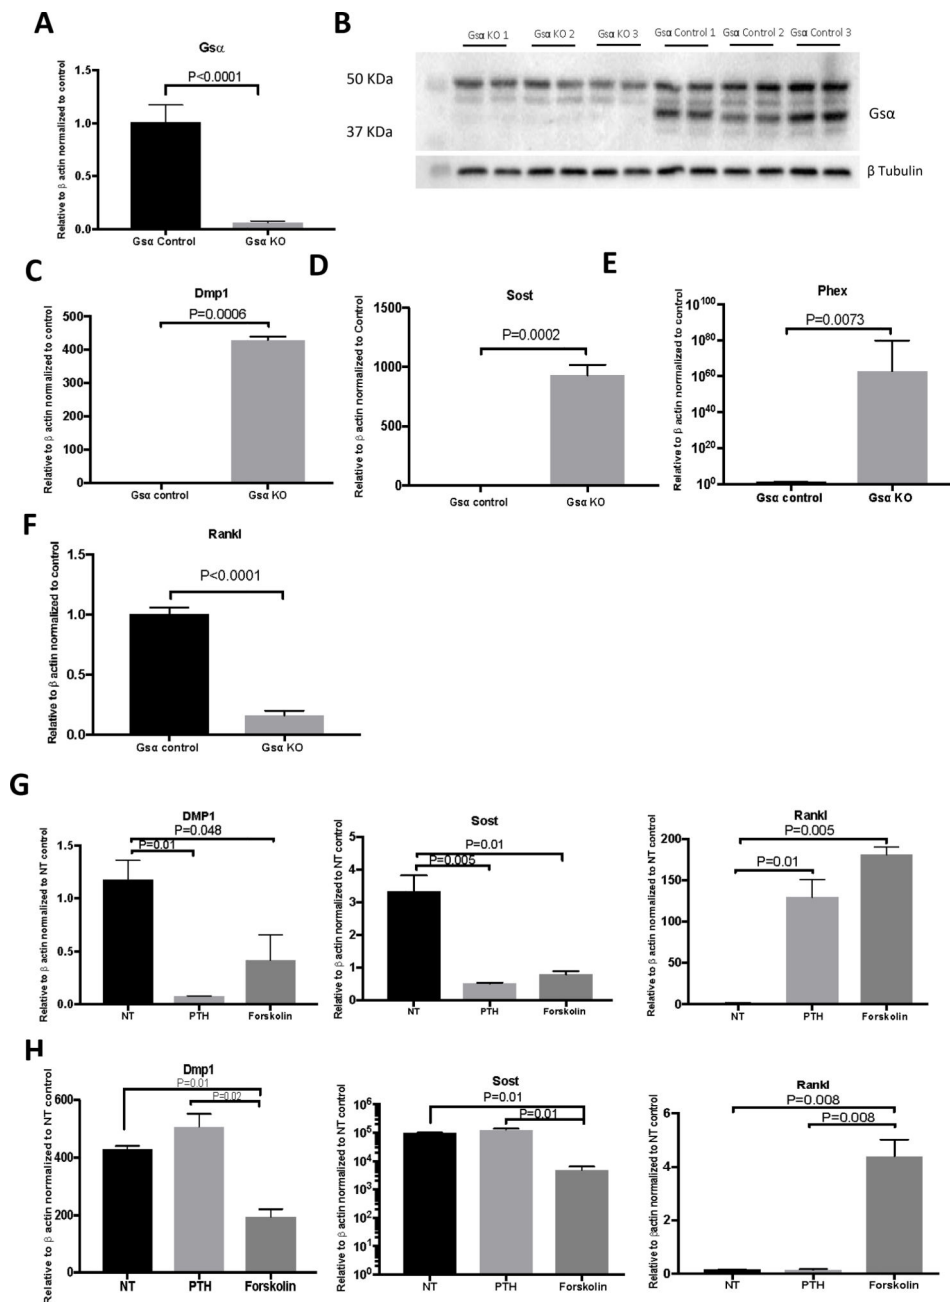 A
Gsα
P<0.0001
Relative to β actin normalized to control
1.5
1.0
0.5
0.0
Gsα Control
Gsα KO
B
Gsα KO 1
Gsα KO 2
Gsα KO 3
Gsα Control 1
Gsα Control 2
Gsα Control 3
50 KDa
37 KDa
Gsα
β Tubulin
C
Dmp1
P=0.0006
Relative to β actin normalized to control
500
400
300
200
100
0
Gsα control
Gsα KO
D
Sost
P=0.0002
Relative to β actin normalized to Control
1500
1000
500
0
Gsα control
Gsα KO
E
Phex
P=0.0073
Relative to β actin normalized to control
10^100
10^80
10^60
10^40
10^20
10^0
Gsα control
Gsα KO
F
Rankl
P<0.0001
Relative to β actin normalized to control
1.5
1.0
0.5
0.0
Gsα control
Gsα KO
G
DMP1
P=0.048
P=0.01
Relative to β actin normalized to NT control
1.5
1.0
0.5
0.0
NT
PTH
Forskolin
Sost
P=0.01
P=0.005
Relative to β actin normalized to NT control
5
4
3
2
1
0
NT
PTH
Forskolin
Rankl
P=0.005
P=0.01
Relative to β actin normalized to NT control
200
150
100
50
0
NT
PTH
Forskolin
H
Dmp1
P=0.01
P=0.02
Relative to β actin normalized to NT control
600
400
200
0
NT
PTH
Forskolin
Sost
P=0.01
P=0.01
Relative to β actin normalized to NT control
10^6
10^5
10^4
10^3
10^2
10^1
10^0
NT
PTH
Forskolin
Rankl
P=0.008
P=0.008
Relative to βactin normalized to NT control
6
4
2
0
NT
PTH
Forskolin